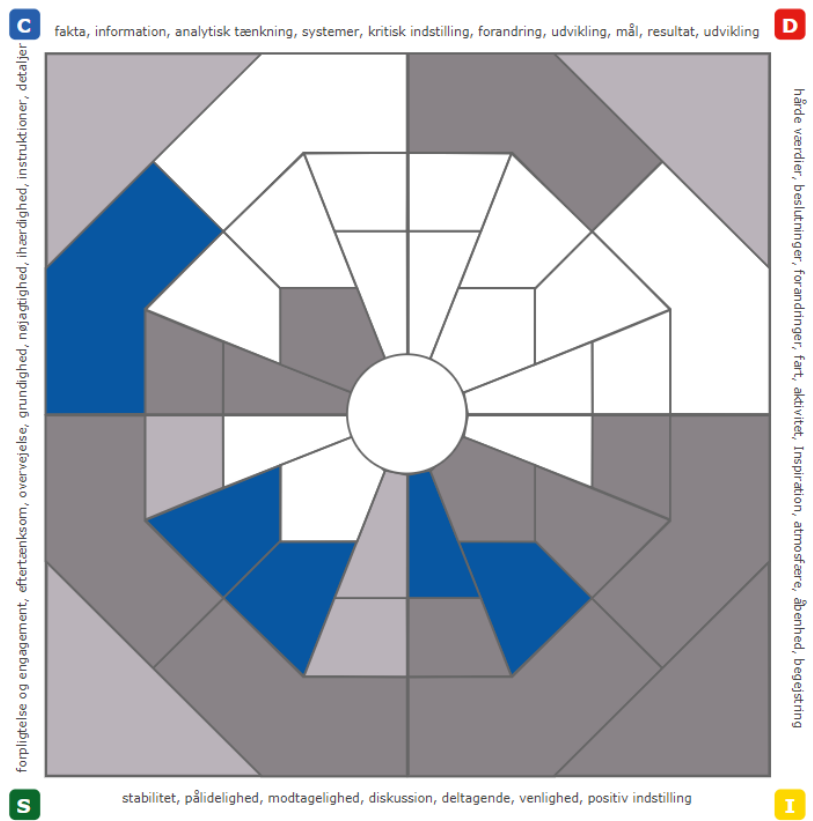 C
fakta, information, analytisk tænkning, systemer, kritisk indstilling, forandring, udvikling, mål, resultat, udvikling
D
forpligtelse og engagement, eftertænksom, overvejelse, grundighed, nøjagtighed, ihærdighed, instruktioner, detaljer
hårde værdier, beslutninger, forandringer, fart, aktivitet, Inspiration, atmosfære, åbenhed, begejstring
S
stabilitet, pålidelighed, modtagelighed, diskussion, deltagende, venlighed, positiv indstilling
I